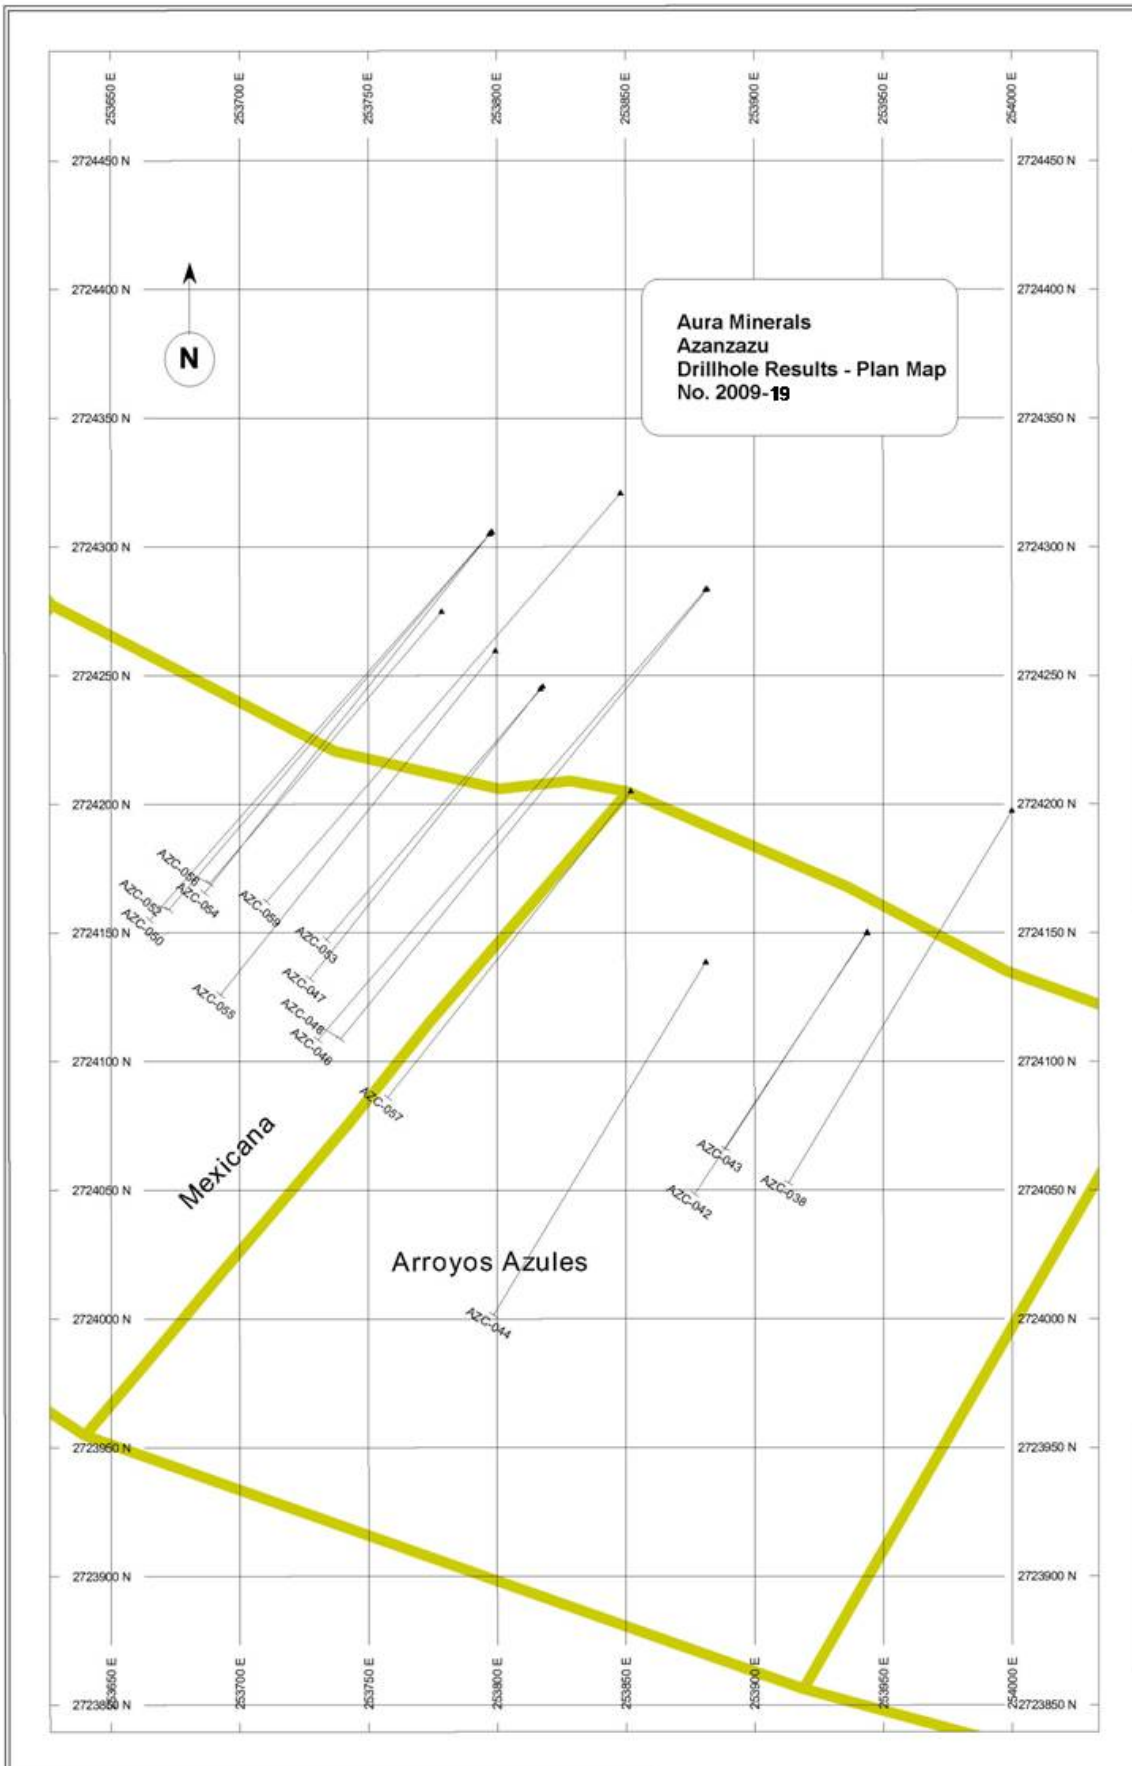 253650 E
253700 E
253750 E
253800 E
253850 E
253900 E
253950 E
254000 E
2724450 N
2724450 N
2724400 N
2724400 N
N
Aura Minerals
Azanzazu
Drillhole Results - Plan Map
No. 2009-19
2724350 N
2724350 N
2724300 N
2724300 N
2724250 N
2724250 N
2724200 N
2724200 N
AZC-056
AZC-054
AZC-052
AZC-050
AZC-059
AZC-053
2724150 N
2724150 N
AZC-047
AZC-055
AZC-048
AZC-046
2724100 N
2724100 N
AZC-057
Mexicana
AZC-043
AZC-042
AZC-038
2724050 N
2724050 N
Arroyos Azules
2724000 N
2724000 N
AZC-044
2723950 N
2723950 N
2723900 N
2723900 N
253650 E
253700 E
253750 E
253800 E
253850 E
253900 E
253950 E
254000 E
2723850 N
2723850 N